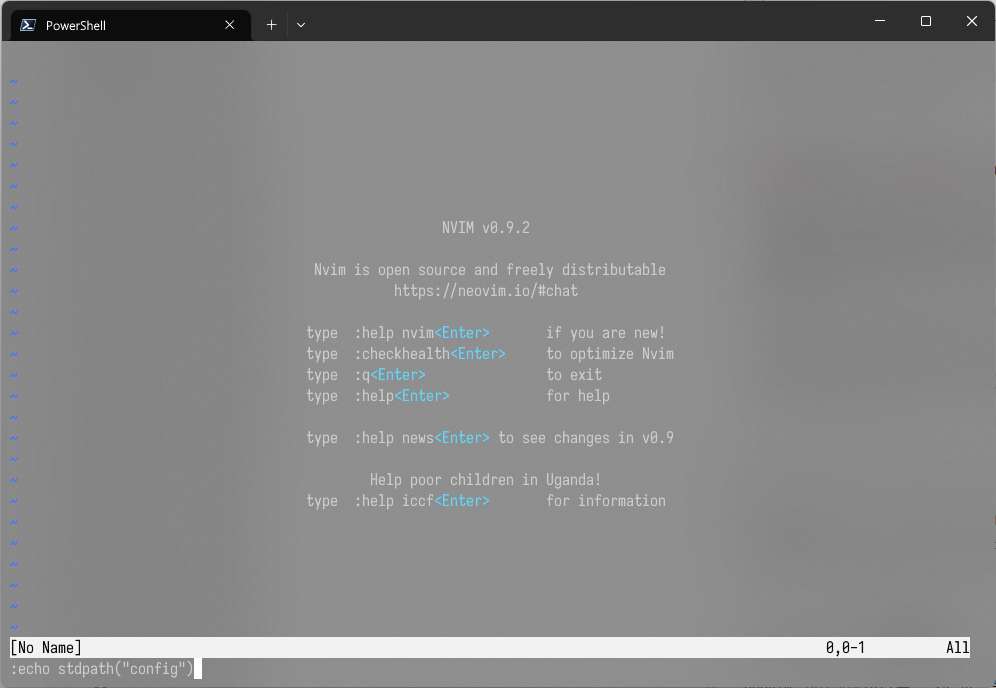 PowerShell
~
~
~
~
~
~
~
~ NVIM v0.9.2
~
~ Nvim is open source and freely distributable
~ https://neovim.io/#chat
~
~ type :help nvim<Enter> if you are new!
~ type :checkhealth<Enter> to optimize Nvim
~ type :q<Enter> to exit
~ type :help<Enter> for help
~
~ type :help news<Enter> to see changes in v0.9
~
~ Help poor children in Uganda!
~ type :help iccf<Enter> for information
~
~
~
~
~
~
[No Name] 0,0-1 All
:echo stdpath("config")